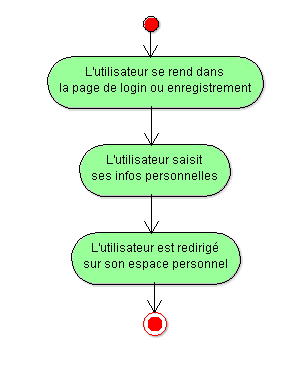 L'utilisateur se rend dans
la page de login ou enregistrement
L'utilisateur saisit
ses infos personnelles
L'utilisateur est redirigé
sur son espace personnel